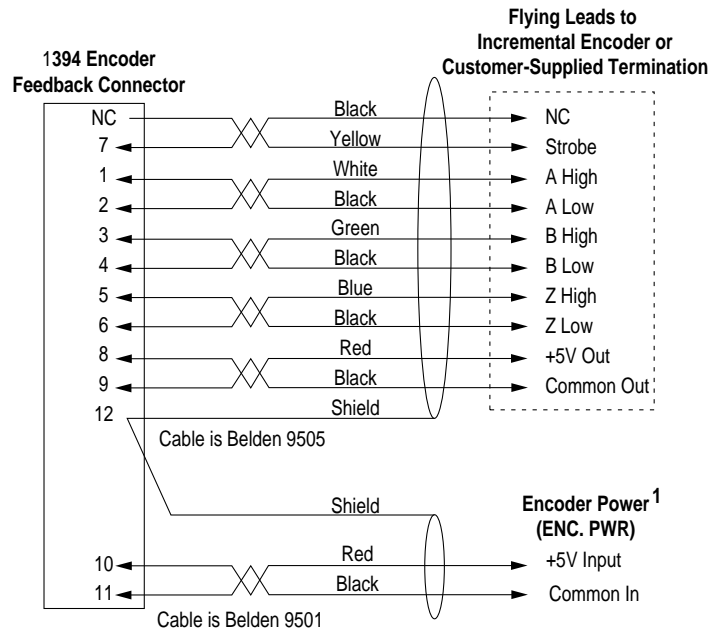 Flying Leads to
Incremental Encoder or
Customer-Supplied Termination
1394 Encoder
Feedback Connector
NC Black NC
7 Yellow Strobe
1 White A High
2 Black A Low
3 Green B High
4 Black B Low
5 Blue Z High
6 Black Z Low
8 Red +5V Out
9 Black Common Out
12 Shield
Cable is Belden 9505
Shield
Encoder Power 1
(ENC. PWR)
10 Red +5V Input
11 Black Common In
Cable is Belden 9501